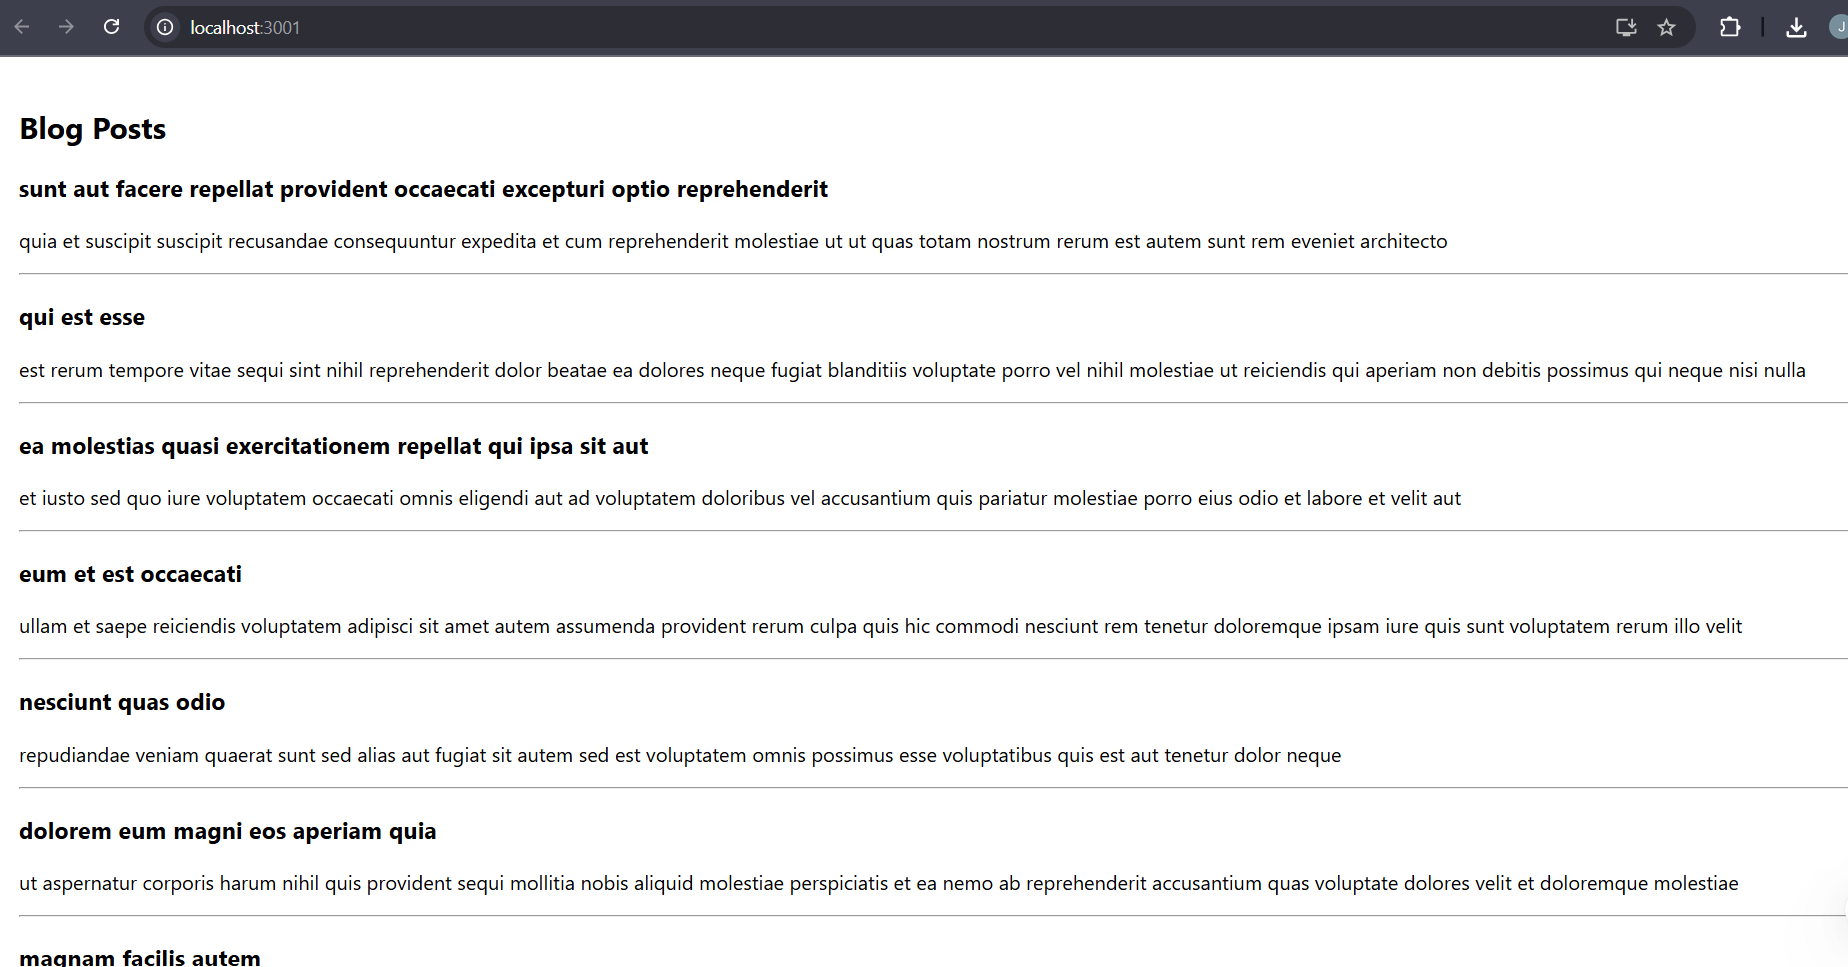 localhost:3001
J
Blog Posts
sunt aut facere repellat provident occaecati excepturi optio reprehenderit
quia et suscipit suscipit recusandae consequuntur expedita et cum reprehenderit molestiae ut ut quas totam nostrum rerum est autem sunt rem eveniet architecto
qui est esse
est rerum tempore vitae sequi sint nihil reprehenderit dolor beatae ea dolores neque fugiat blanditiis voluptate porro vel nihil molestiae ut reiciendis qui aperiam non debitis possimus qui neque nisi nulla
ea molestias quasi exercitationem repellat qui ipsa sit aut
et iusto sed quo iure voluptatem occaecati omnis eligendi aut ad voluptatem doloribus vel accusantium quis pariatur molestiae porro eius odio et labore et velit aut
eum et est occaecati
ullam et saepe reiciendis voluptatem adipisci sit amet autem assumenda provident rerum culpa quis hic commodi nesciunt rem tenetur doloremque ipsam iure quis sunt voluptatem rerum illo velit
nesciunt quas odio
repudiandae veniam quaerat sunt sed alias aut fugiat sit autem sed est voluptatem omnis possimus esse voluptatibus quis est aut tenetur dolor neque
dolorem eum magni eos aperiam quia
ut aspernatur corporis harum nihil quis provident sequi mollitia nobis aliquid molestiae perspiciatis et ea nemo ab reprehenderit accusantium quas voluptate dolores velit et doloremque molestiae
magnam facilis autem